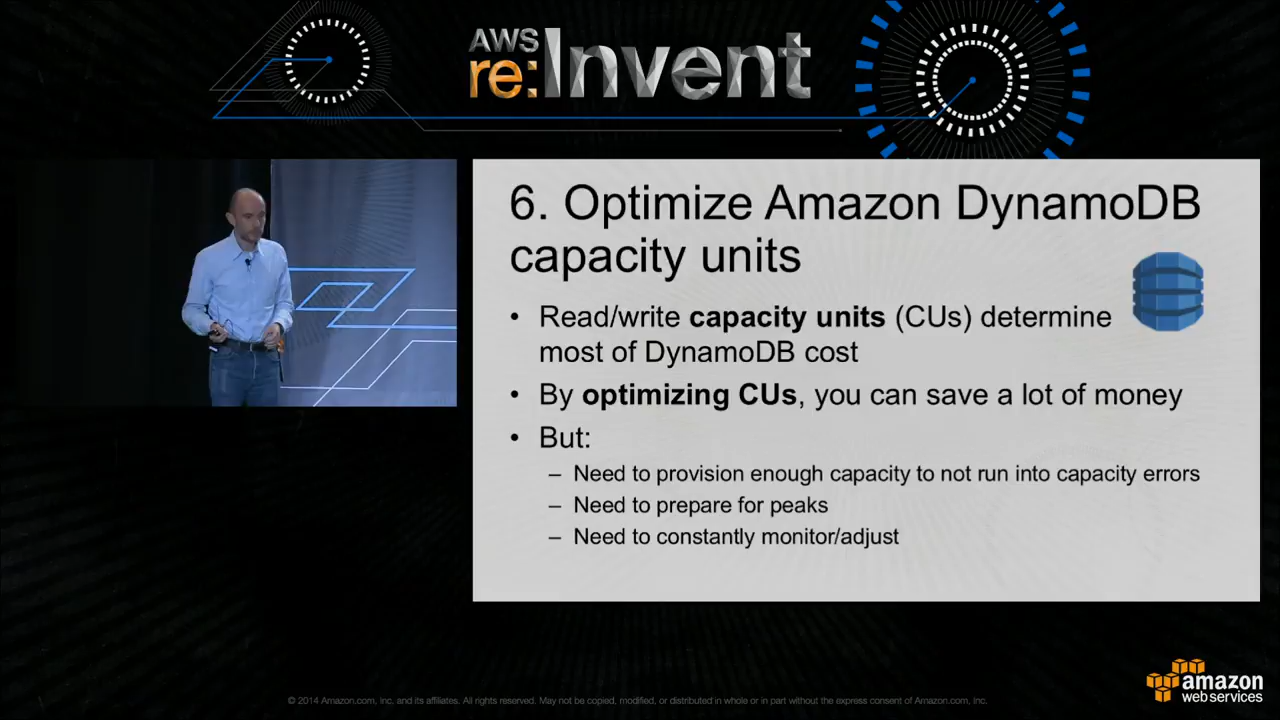 AWS
re:Invent
6. Optimize Amazon DynamoDB
capacity units
• Read/write capacity units (CUs) determine
most of DynamoDB cost
• By optimizing CUs, you can save a lot of money
• But:
– Need to provision enough capacity to not run into capacity errors
– Need to prepare for peaks
– Need to constantly monitor/adjust
© 2014 Amazon.com, Inc. and its affiliates. All rights reserved. May not be copied, modified, or distributed in whole or in part without the express consent of Amazon.com, Inc.
amazon
web services